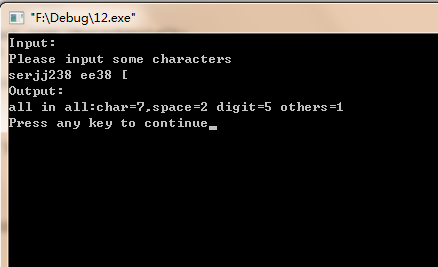 "F:\Debug\12.exe"
Input:
Please input some characters
serjj238 ee38 [
Output:
all in all:char=7,space=2 digit=5 others=1
Press any key to continue_